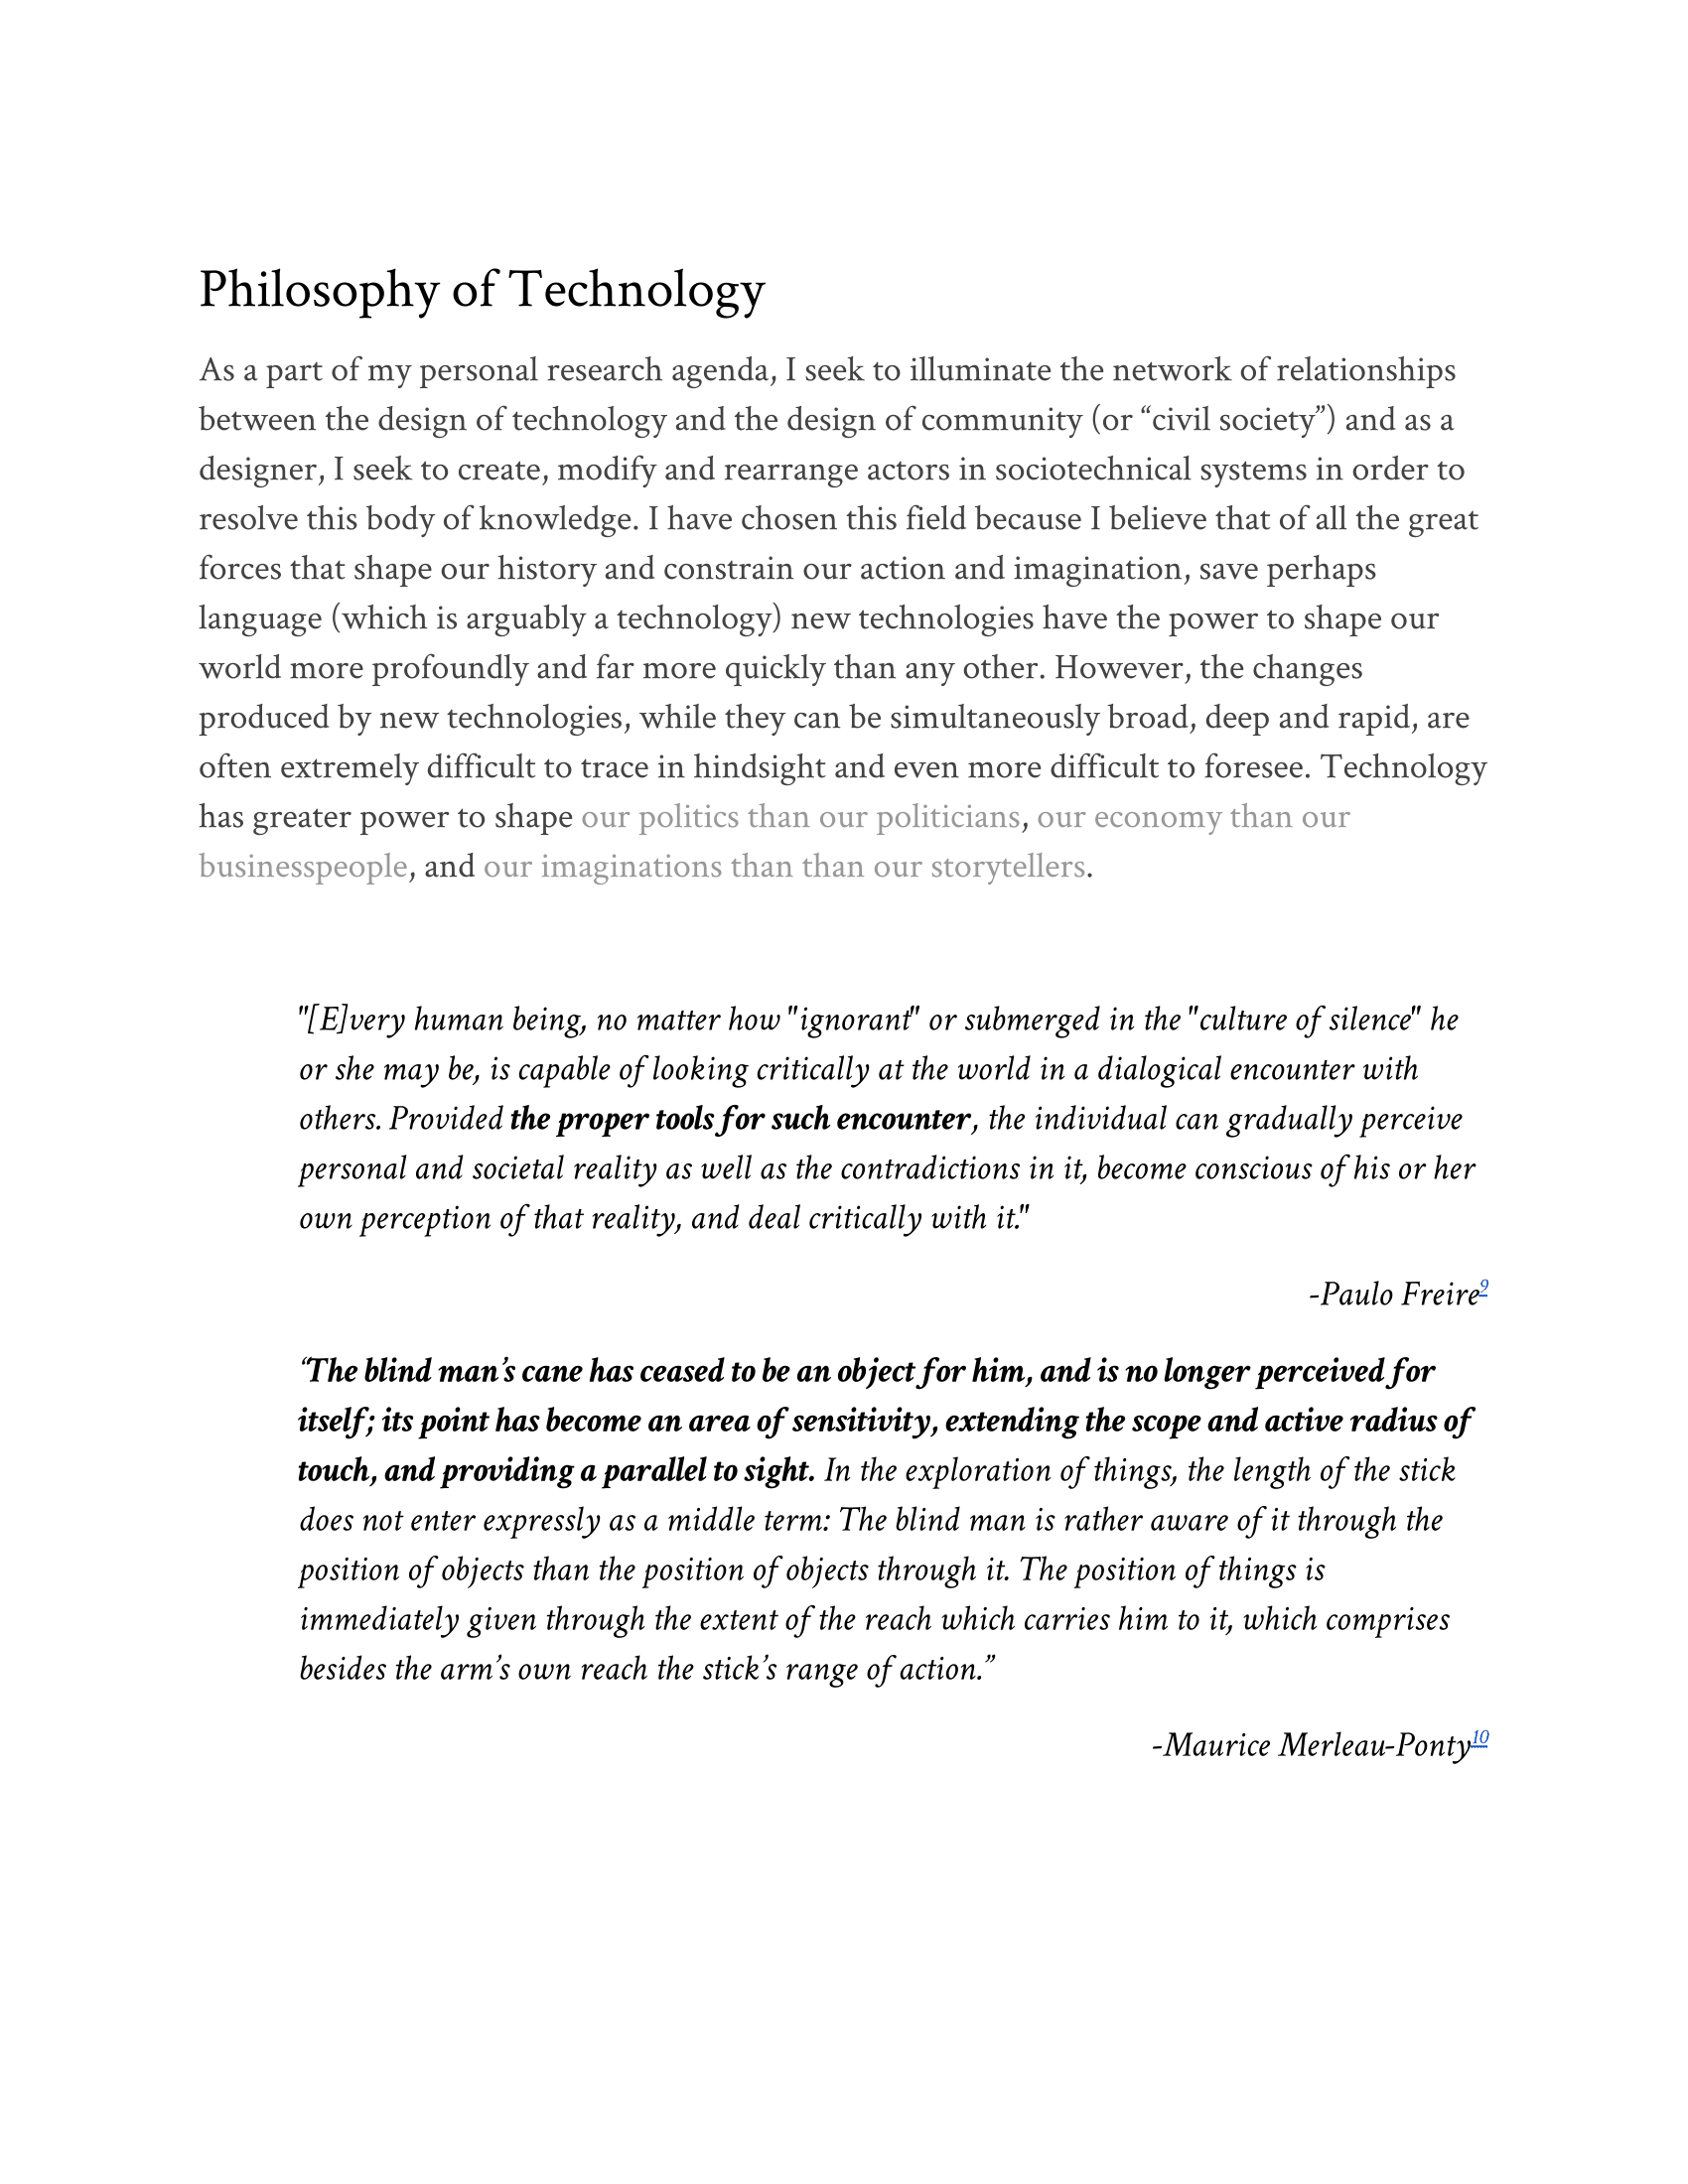 Philosophy of Technology
As a part of my personal research agenda, I seek to illuminate the network of relationships
between the design of technology and the design of community (or “civil society”) and as a
designer, I seek to create, modify and rearrange actors in sociotechnical systems in order to
resolve this body of knowledge. I have chosen this field because I believe that of all the great
forces that shape our history and constrain our action and imagination, save perhaps
language (which is arguably a technology) new technologies have the power to shape our
world more profoundly and far more quickly than any other. However, the changes
produced by new technologies, while they can be simultaneously broad, deep and rapid, are
often extremely difficult to trace in hindsight and even more difficult to foresee. Technology
has greater power to shape our politics than our politicians, our economy than our
businesspeople, and our imaginations than than our storytellers.
"[E]very human being, no matter how "ignorant" or submerged in the "culture of silence" he
or she may be, is capable of looking critically at the world in a dialogical encounter with
others. Provided the proper tools for such encounter, the individual can gradually perceive
personal and societal reality as well as the contradictions in it, become conscious of his or her
own perception of that reality, and deal critically with it."
-Paulo Freire9
“The blind man’s cane has ceased to be an object for him, and is no longer perceived for
itself; its point has become an area of sensitivity, extending the scope and active radius of
touch, and providing a parallel to sight. In the exploration of things, the length of the stick
does not enter expressly as a middle term: The blind man is rather aware of it through the
position of objects than the position of objects through it. The position of things is
immediately given through the extent of the reach which carries him to it, which comprises
besides the arm’s own reach the stick’s range of action.”
-Maurice Merleau-Ponty10